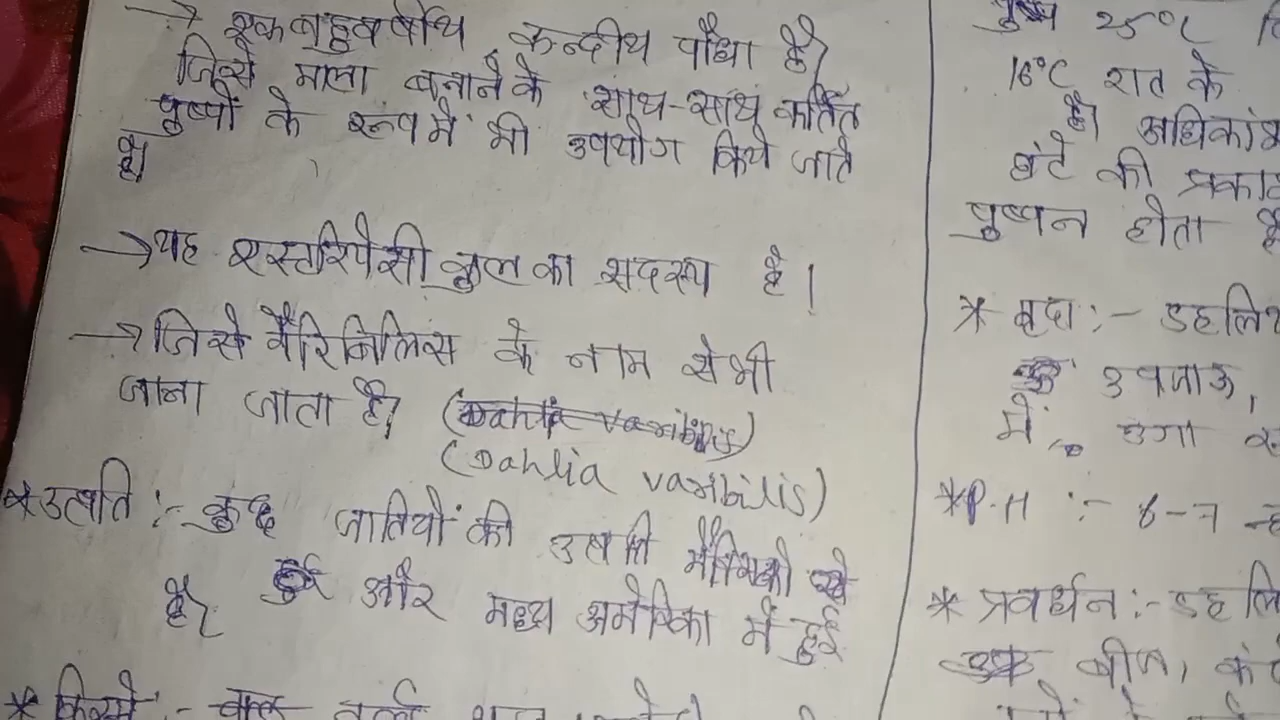 → एक बहुवर्षीय कन्दीय पौधा है,
जिसे माला बनाने के साथ-साथ कर्तित
पुष्पों के रूप में भी उपयोग किये जाते
है।
→ यह एस्टरेपेसी कुल का सदस्य है।
→ जिसे वैरिनिलिस के नाम से भी
जाना जाता है,
(Dahlia varibilis)
* उत्पति :- कुछ जातियों की उत्पति मैक्सिको
और मध्य अमेरिका में हुई
है,
* किस्मे :-
पुष्प 25°C
16°C रात के
है। अधिकांश
घंटे की
पुष्पन होता है
* मृदा :- डहलिया
उपजाऊ,
में, उगा
* P.H :- 6-7
* प्रवर्धन :- डहलि
बीज,